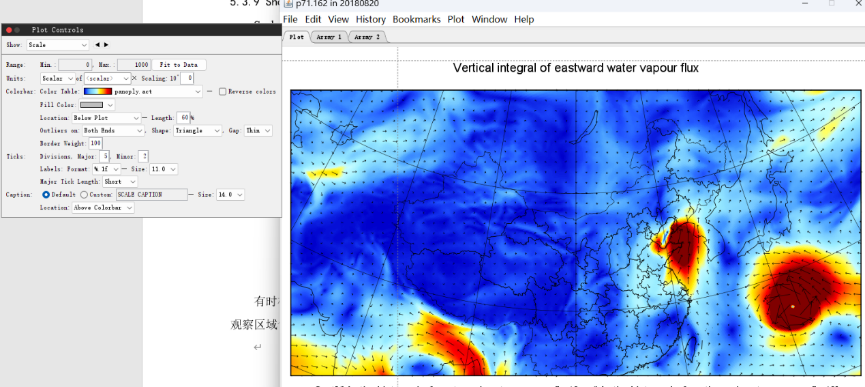 5.3.9 She
p71.162 in 20180820
File Edit View History Bookmarks Plot Window Help
Plot Array 1 Array 2
Plot Controls
Show: Scale
Range: Min.: 0, Max.: 1000 Fit to Data
Units: Scalar of <scalar> × Scaling: 10^ 0
Colorbar: Color Table: panoply.act — Reverse colors
Fill Color:
Location: Below Plot — Length: 60 %
Outliers on: Both Ends, Shape: Triangle, Gap: Thin
Border Weight: 100
Ticks: Divisions, Major: 5, Minor: 2
Labels: Format: %.1f — Size: 11.0
Major Tick Length: Short
Caption: Default Custom: SCALE CAPTION — Size: 14.0
Location: Above Colorbar
Vertical integral of eastward water vapour flux
有时
观察区域